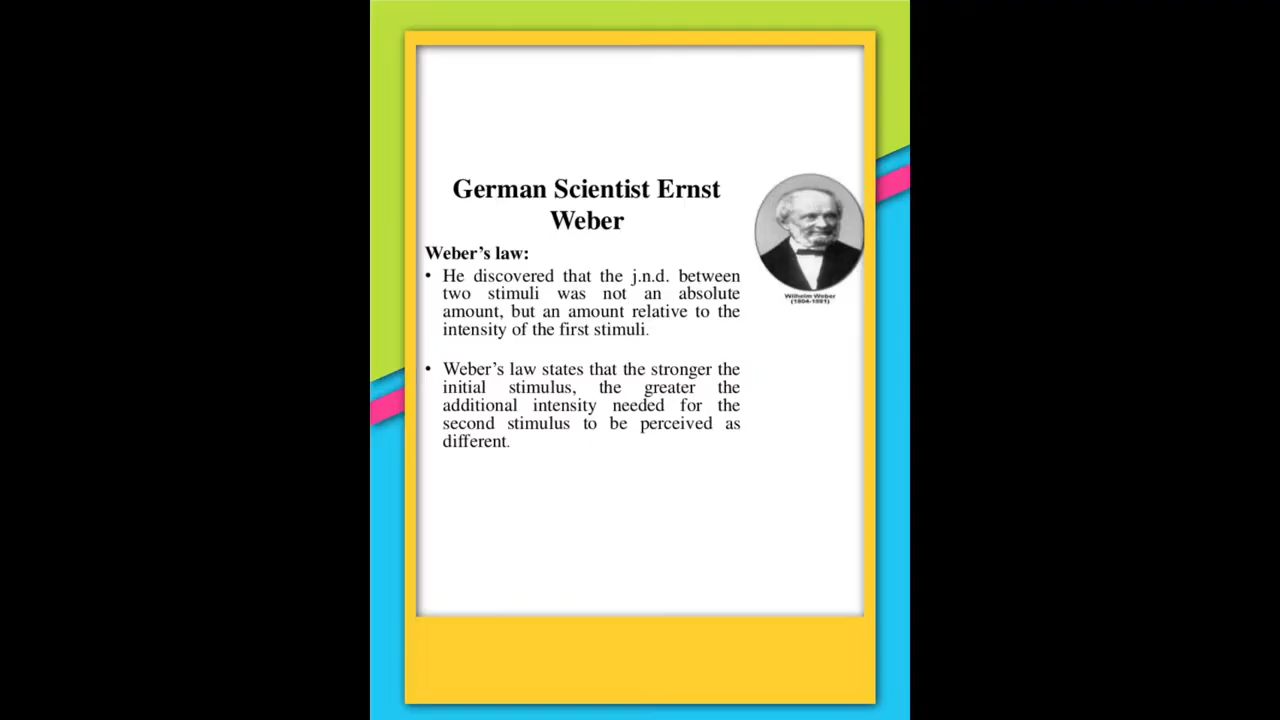 German Scientist Ernst
Weber
Weber's law:
• He discovered that the j.n.d. between
two stimuli was not an absolute
amount, but an amount relative to the
intensity of the first stimuli.
• Weber's law states that the stronger the
initial stimulus, the greater the
additional intensity needed for the
second stimulus to be perceived as
different.
Wilhelm Weber
(1804-1891)